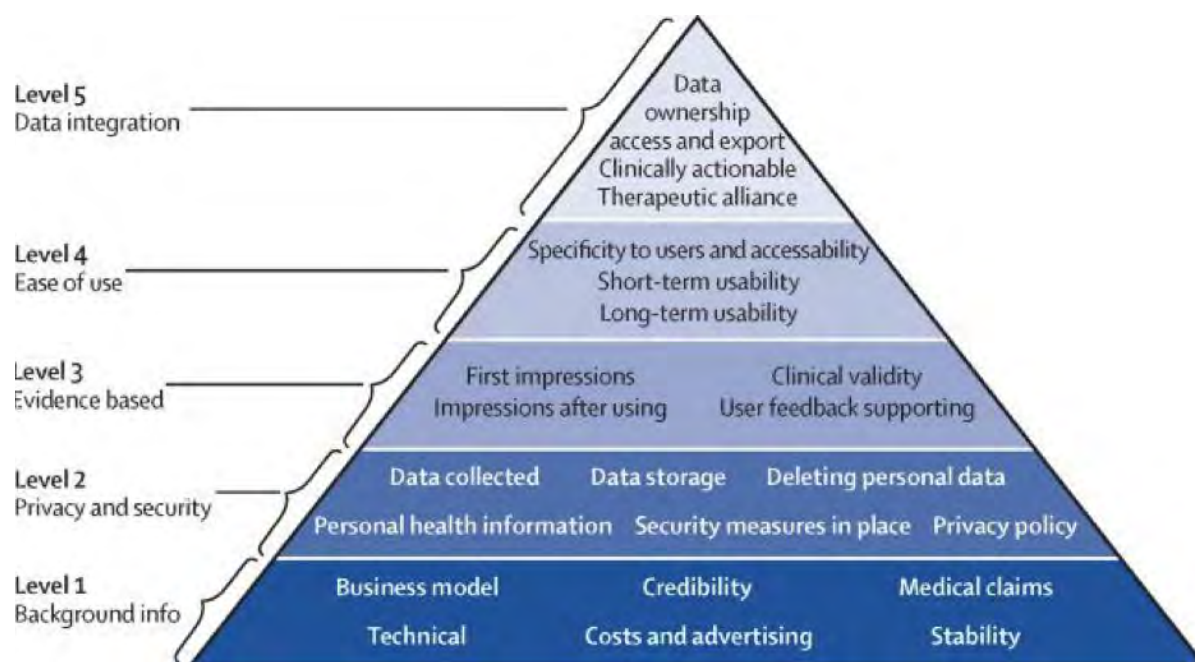 Level 5
Data integration
Data
ownership
access and export
Clinically actionable
Therapeutic alliance
Level 4
Ease of use
Specificity to users and accessability
Short-term usability
Long-term usability
Level 3
Evidence based
First impressions Clinical validity
Impressions after using User feedback supporting
Level 2
Privacy and security
Data collected Data storage Deleting personal data
Personal health information Security measures in place Privacy policy
Level 1
Background info
Business model Credibility Medical claims
Technical Costs and advertising Stability